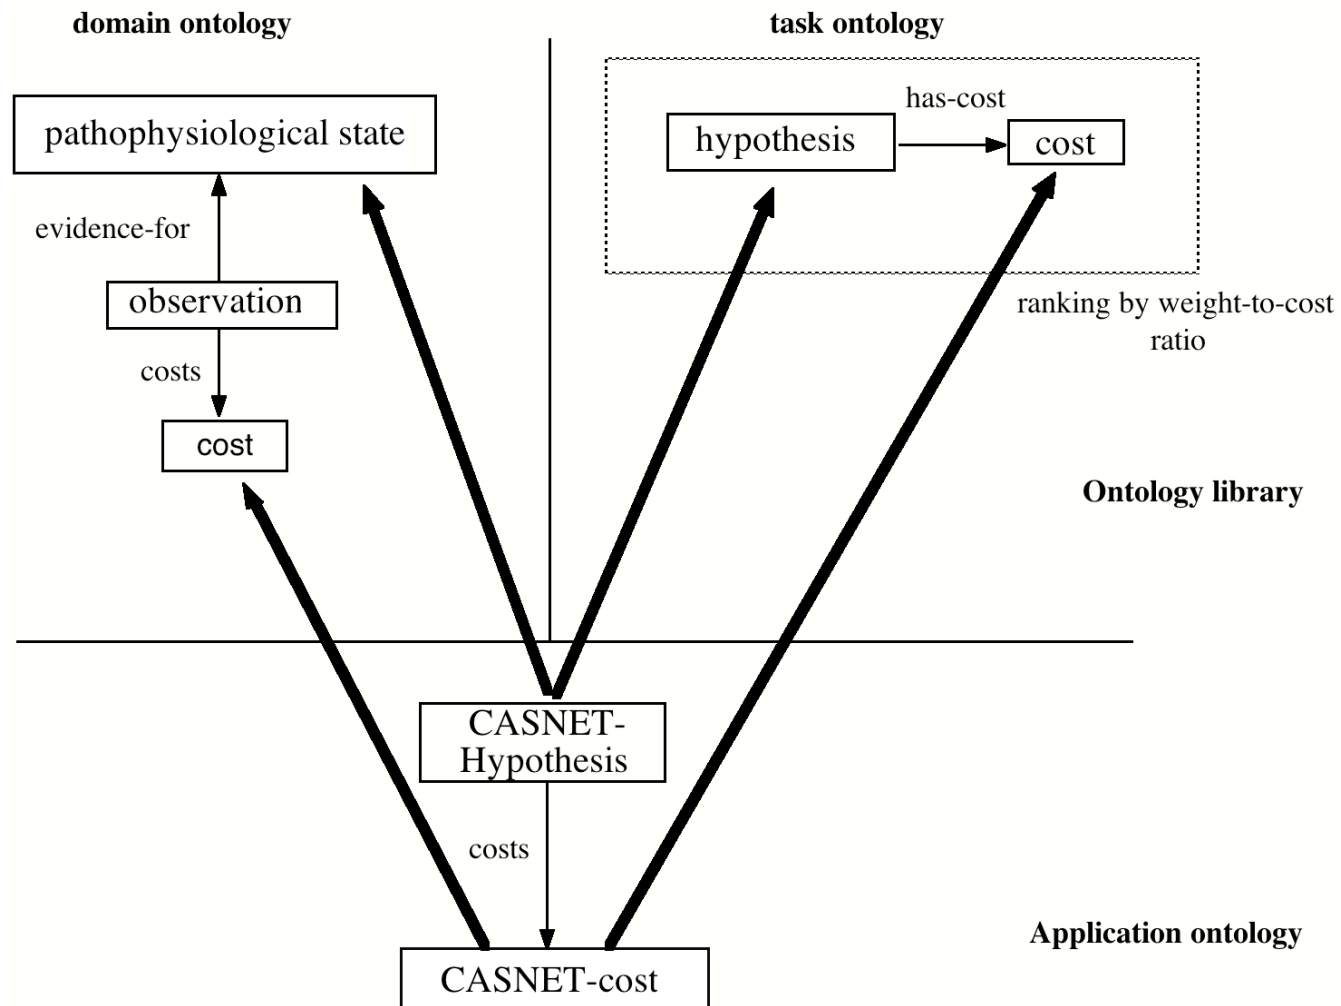 domain ontology
task ontology
pathophysiological state
has-cost
hypothesis
cost
evidence-for
observation
ranking by weight-to-cost
ratio
costs
cost
Ontology library
CASNET-
Hypothesis
costs
Application ontology
CASNET-cost